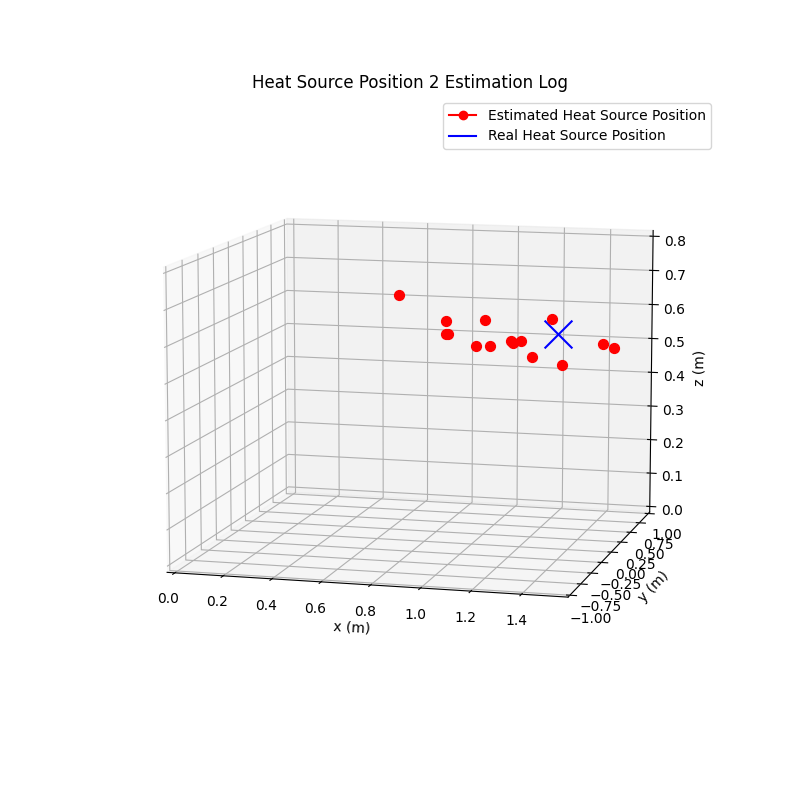 Heat Source Position 2 Estimation Log
Estimated Heat Source Position
Real Heat Source Position
0.8
0.7
0.6
0.5
0.4
0.3
0.2
0.1
0.0
z (m)
1.00
0.75
0.50
0.25
0.00
−0.25
−0.50
−0.75
−1.00
y (m)
0.0 0.2 0.4 0.6 0.8 1.0 1.2 1.4
x (m)